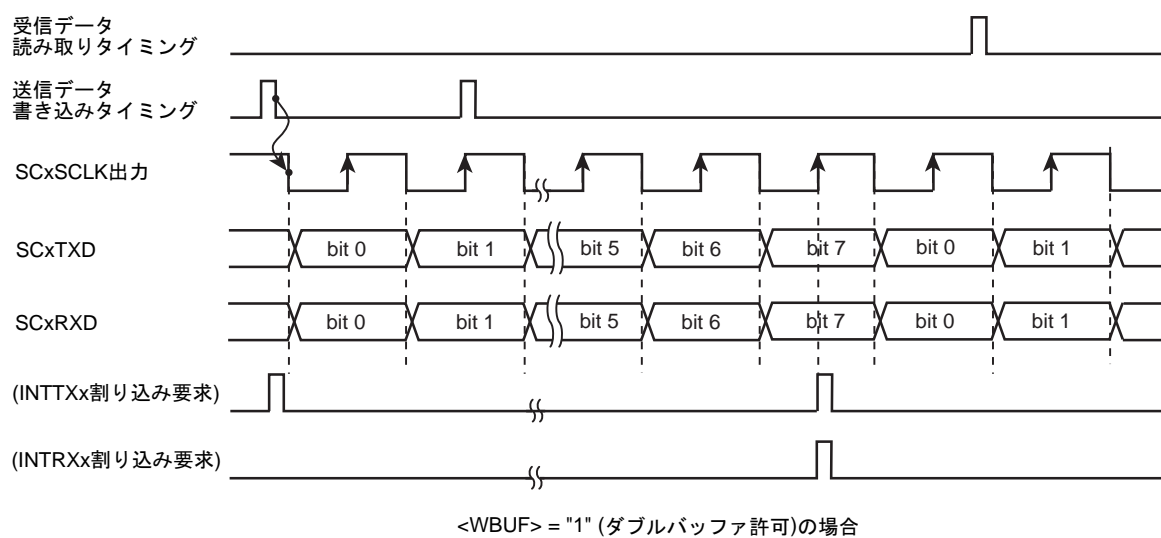 受信データ
読み取りタイミング
送信データ
書き込みタイミング
SCxSCLK出力
SCxTXD
bit 0
bit 1
bit 5
bit 6
bit 7
bit 0
bit 1
SCxRXD
bit 0
bit 1
bit 5
bit 6
bit 7
bit 0
bit 1
(INTTXx割り込み要求)
(INTRXx割り込み要求)
<WBUF> = "1" (ダブルバッファ許可)の場合